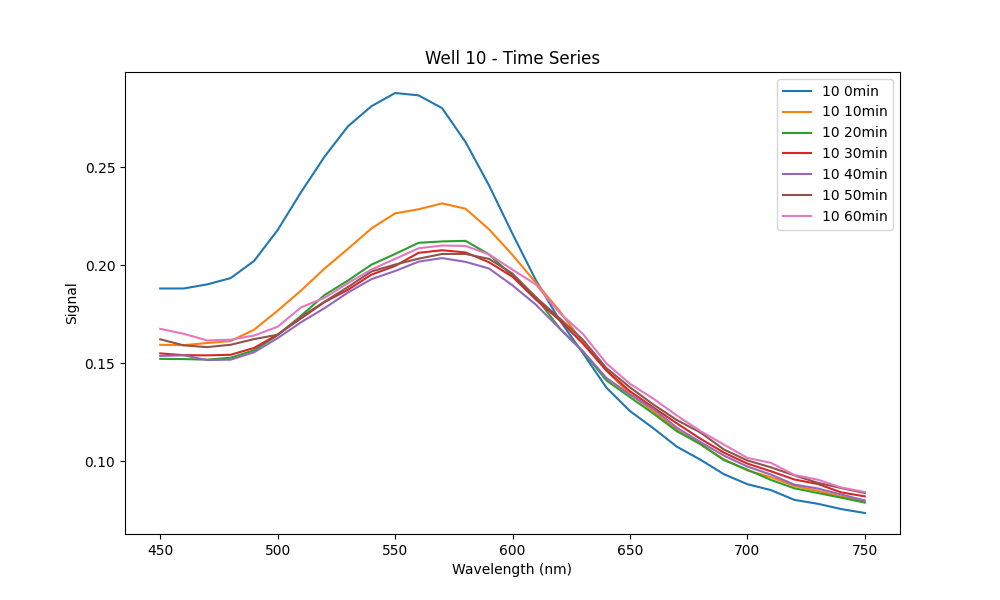 Well 10 - Time Series
10 0min
10 10min
10 20min
10 30min
10 40min
10 50min
10 60min
Signal
0.25
0.20
0.15
0.10
450 500 550 600 650 700 750
Wavelength (nm)